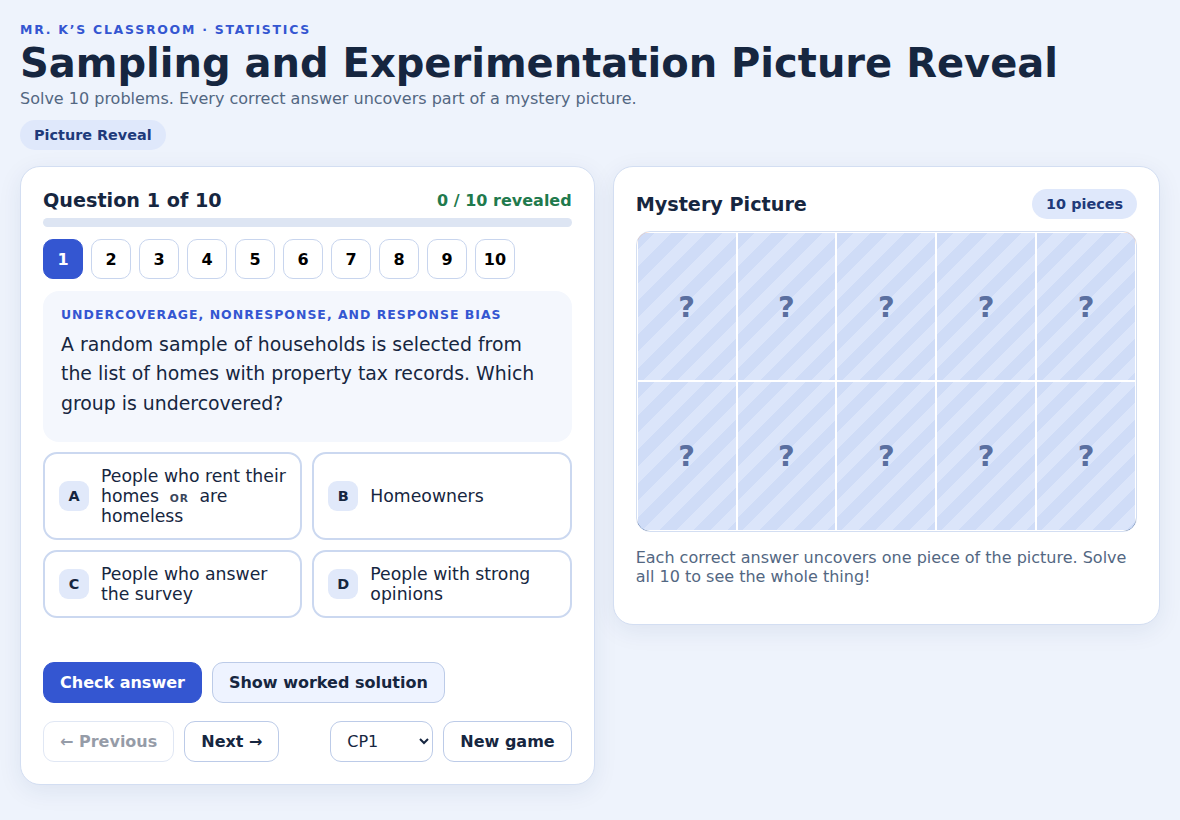 MR. K’S CLASSROOM · STATISTICS
Sampling and Experimentation Picture Reveal
Solve 10 problems. Every correct answer uncovers part of a mystery picture.
Picture Reveal
Question 1 of 10
0 / 10 revealed
1 2 3 4 5 6 7 8 9 10
UNDERCOVERAGE, NONRESPONSE, AND RESPONSE BIAS
A random sample of households is selected from
the list of homes with property tax records. Which
group is undercovered?
A
People who rent their
homes OR are
homeless
B
Homeowners
C
People who answer
the survey
D
People with strong
opinions
Check answer
Show worked solution
← Previous
Next →
CP1
New game
Mystery Picture
10 pieces
? ? ? ? ?
? ? ? ? ?
Each correct answer uncovers one piece of the picture. Solve
all 10 to see the whole thing!